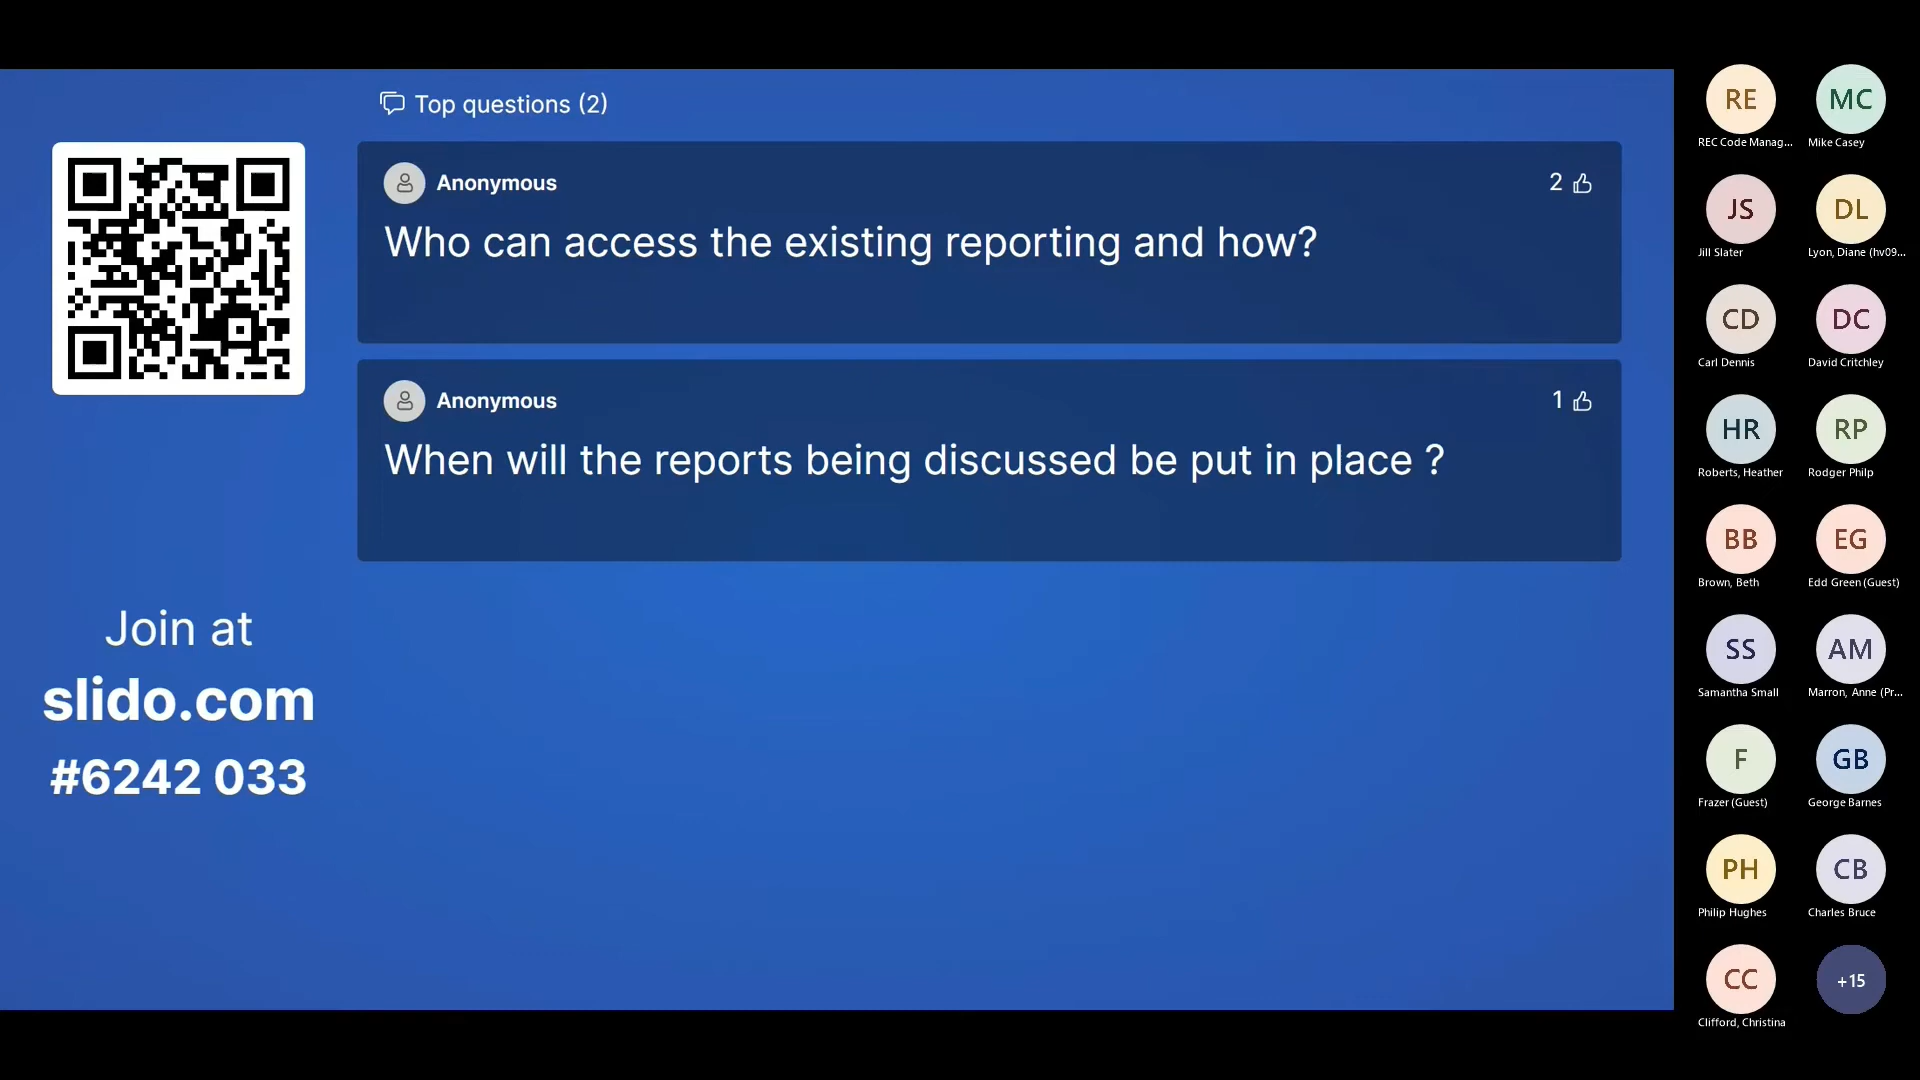 Top questions (2)
Anonymous
2
Who can access the existing reporting and how?
Anonymous
1
When will the reports being discussed be put in place ?
Join at
slido.com
#6242 033
RE
MC
REC Code Manag...
Mike Casey
JS
DL
Jill Slater
Lyon, Diane (hv09...
CD
DC
Carl Dennis
David Critchley
HR
RP
Roberts, Heather
Rodger Philp
BB
EG
Brown, Beth
Edd Green (Guest)
SS
AM
Samantha Small
Marron, Anne (Pr...
F
GB
Frazer (Guest)
George Barnes
PH
CB
Philip Hughes
Charles Bruce
CC
+15
Clifford, Christina